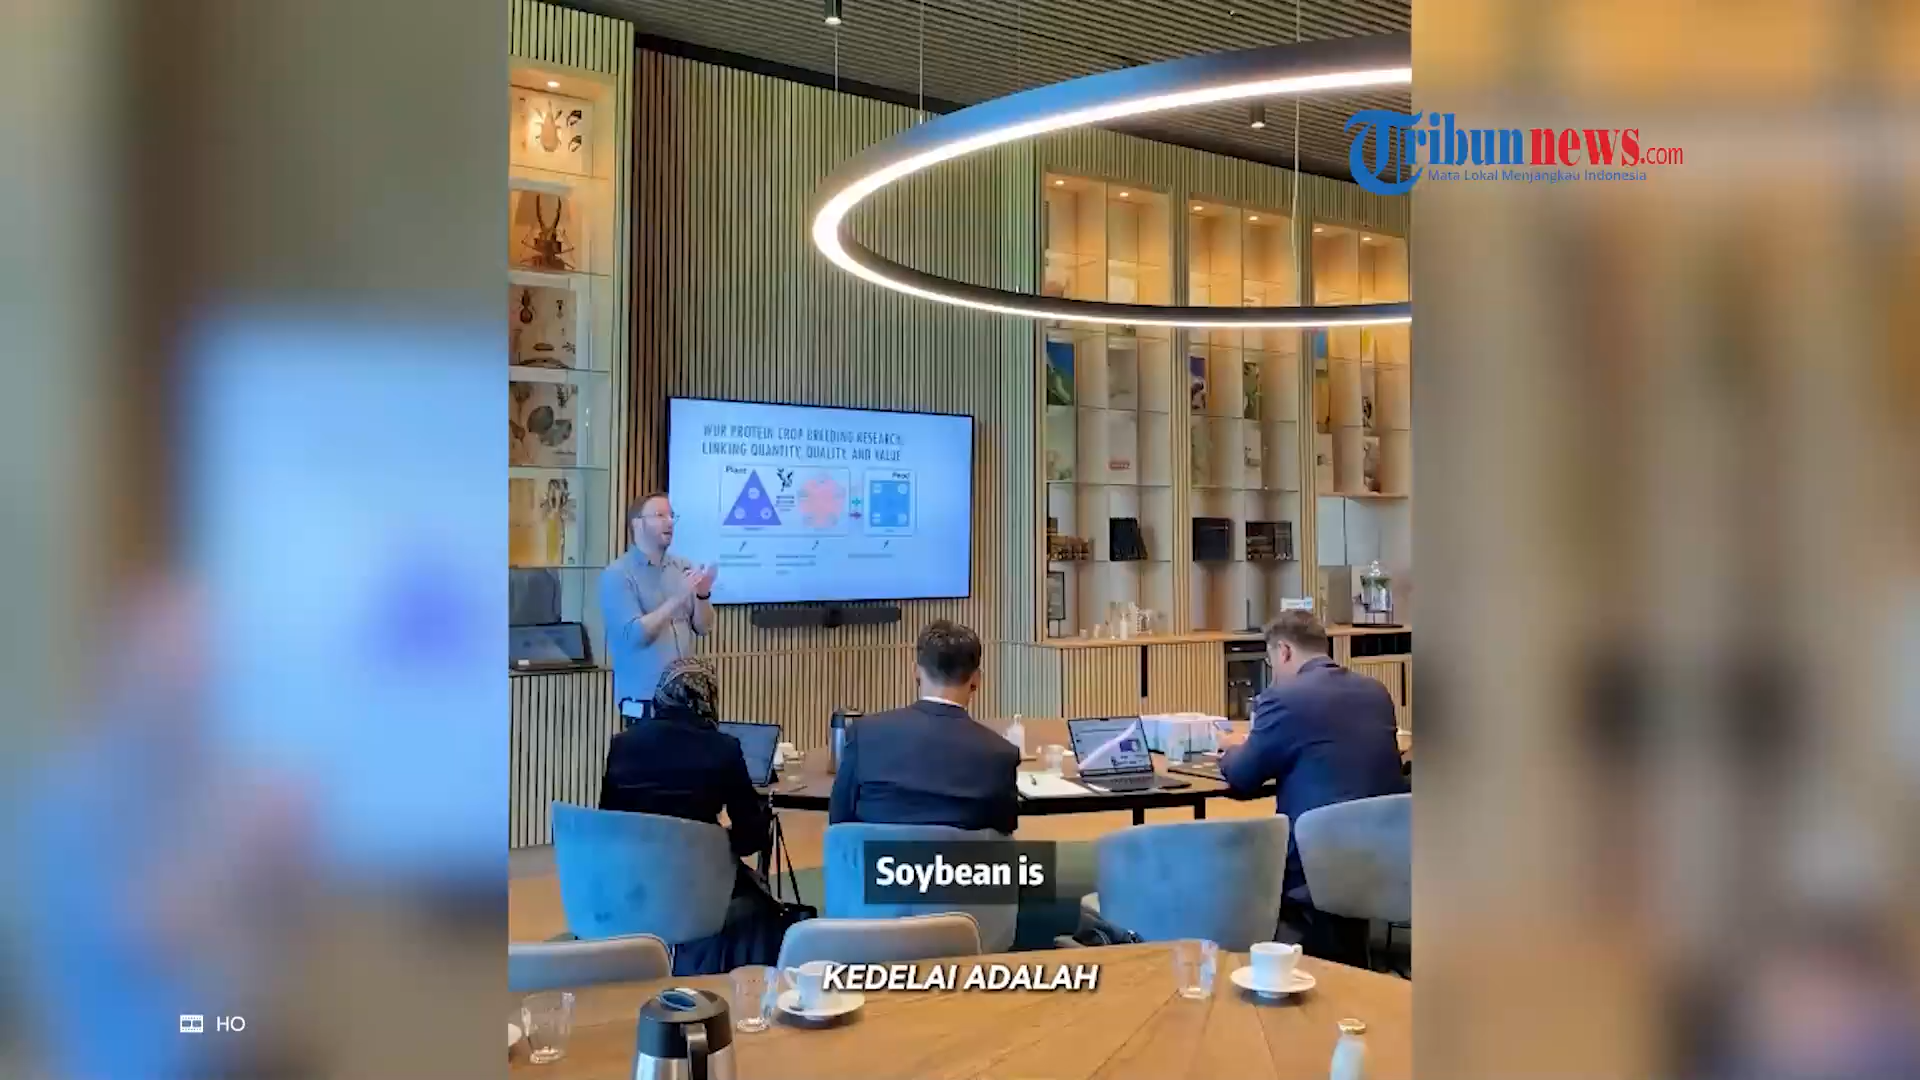 Tribunnews.com
Mata Lokal Menjangkau Indonesia
WUR PROTEIN CROP BREEDING RESEARCH:
LINKING QUANTITY, QUALITY, AND VALUE
Plant
Food
Soybean is
KEDELAI ADALAH
HO